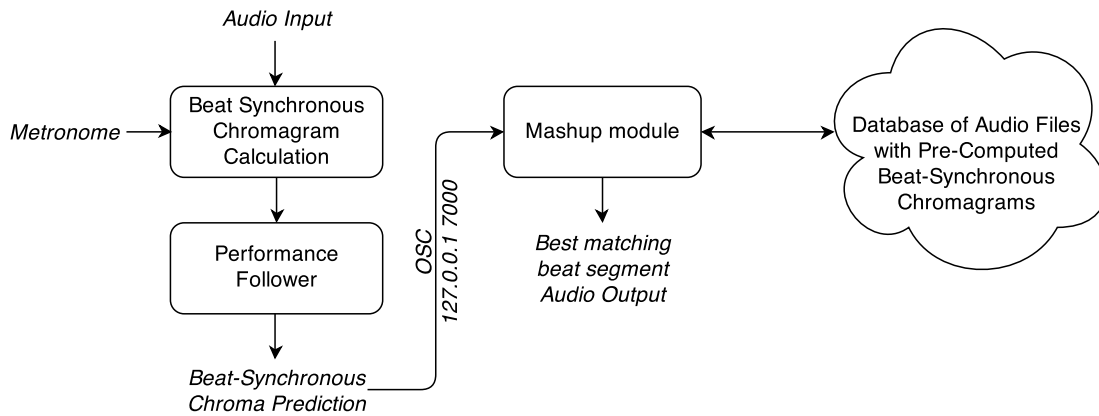 Audio Input
Metronome
Beat Synchronous
Chromagram
Calculation
Performance
Follower
Beat-Synchronous
Chroma Prediction
OSC
127.0.0.1 7000
Mashup module
Best matching
beat segment
Audio Output
Database of Audio Files
with Pre-Computed
Beat-Synchronous
Chromagrams